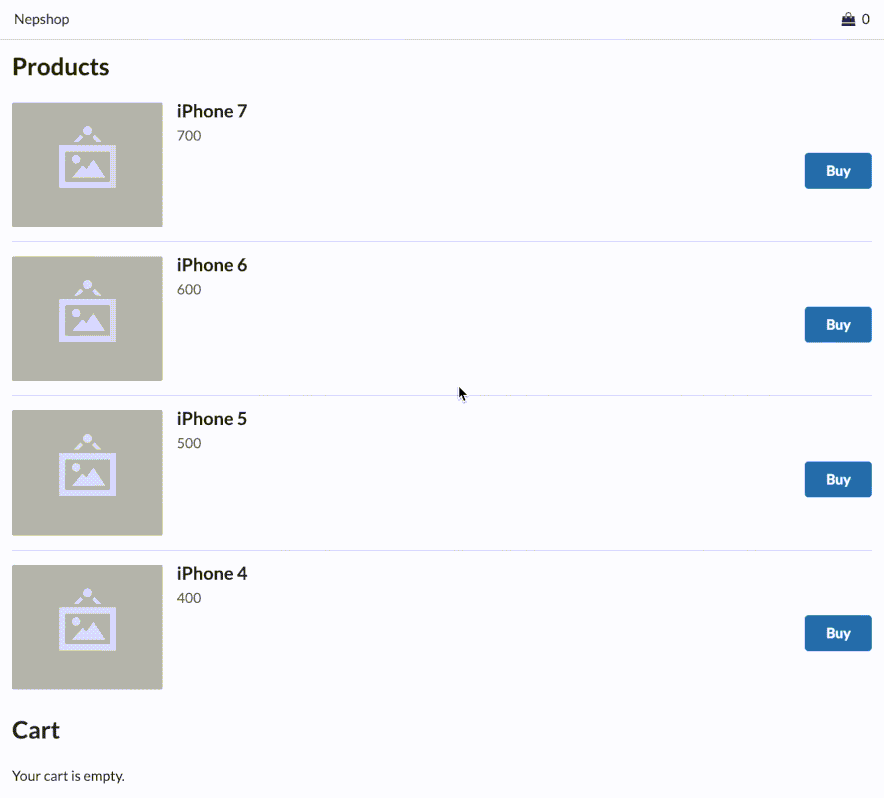 Nepshop 0
Products
iPhone 7
700
Buy
iPhone 6
600
Buy
iPhone 5
500
Buy
iPhone 4
400
Buy
Cart
Your cart is empty.